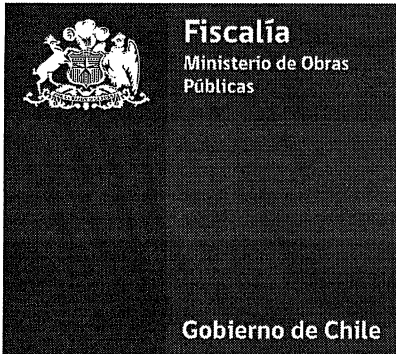 Fiscalía
Ministerio de Obras
Públicas
Gobierno de Chile